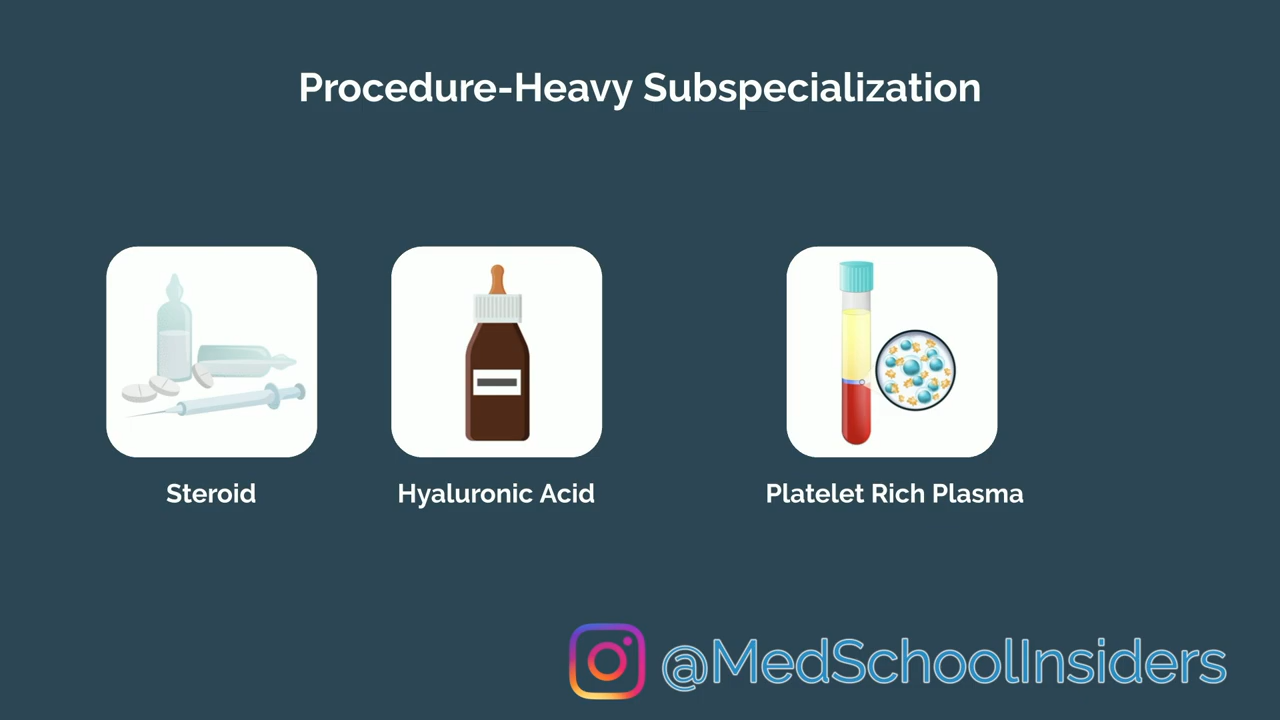 Procedure-Heavy Subspecialization
Steroid
Hyaluronic Acid
Platelet Rich Plasma
@MedSchoolInsiders